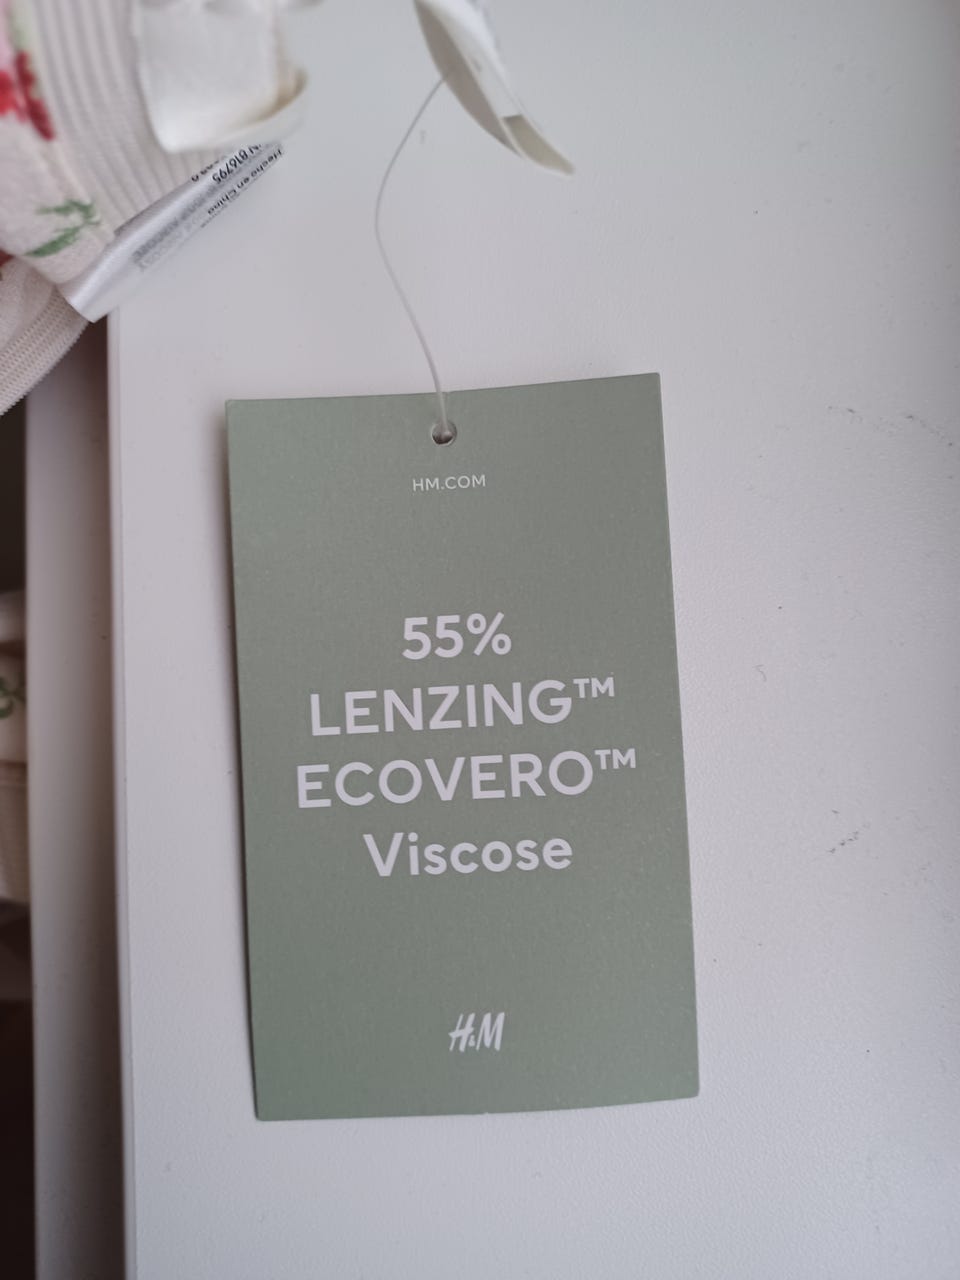 Hecho en China
HM.COM
55%
LENZING™
ECOVERO™
Viscose
H&M